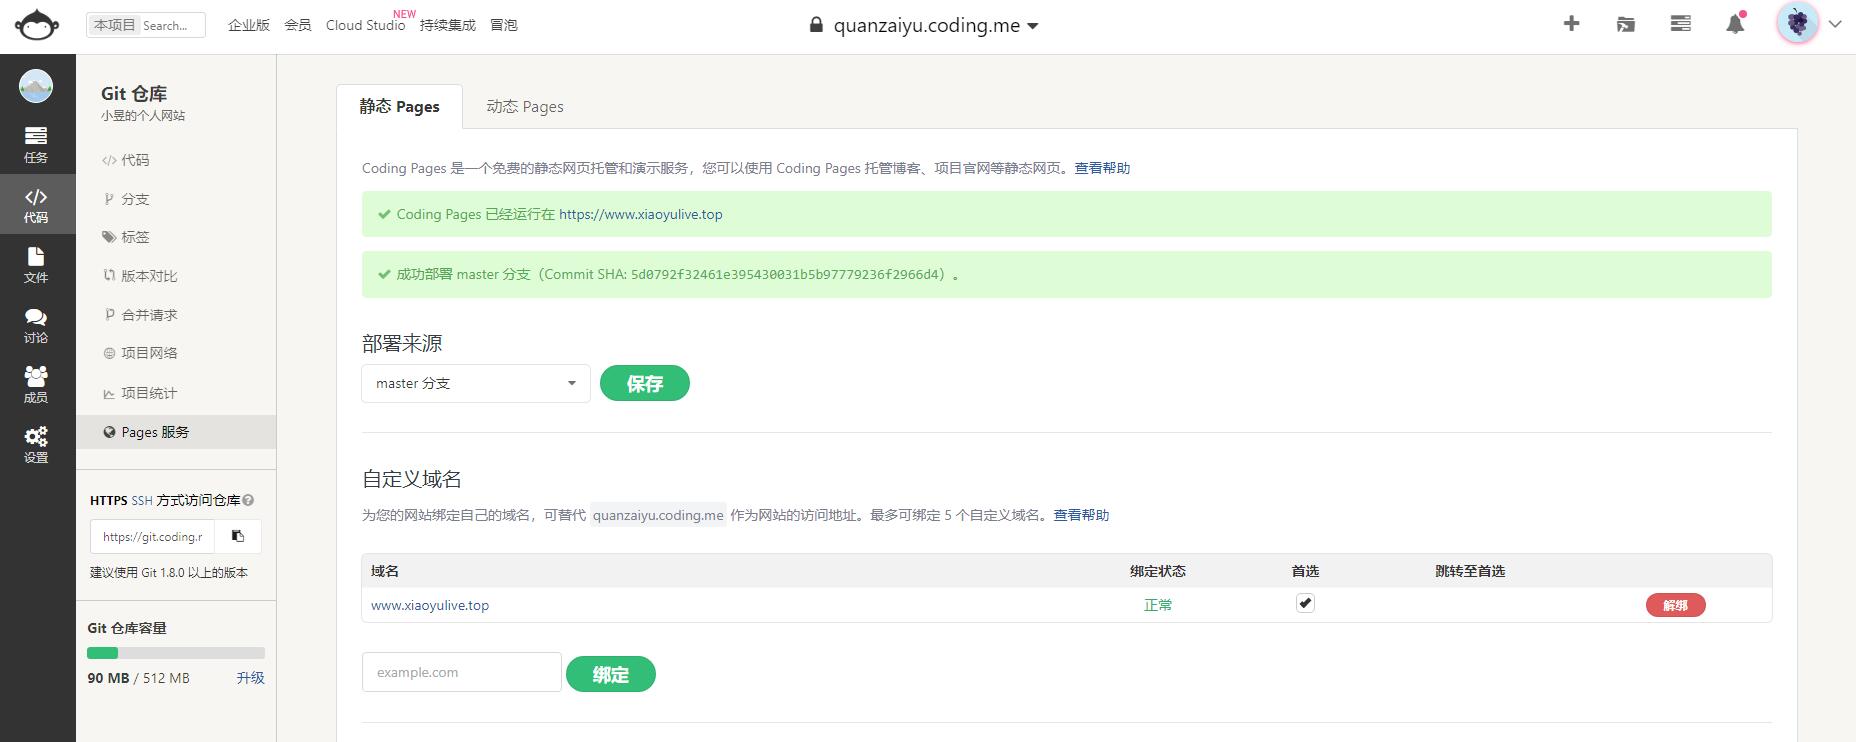 本项目 Search...
企业版 会员 Cloud Studio NEW 持续集成 冒泡
quanzaiyu.coding.me
任务
代码
文件
讨论
成员
设置
Git 仓库
小昱的个人网站
代码
分支
标签
版本对比
合并请求
项目网络
项目统计
Pages 服务
HTTPS SSH 方式访问仓库
https://git.coding.r
建议使用 Git 1.8.0 以上的版本
Git 仓库容量
90 MB / 512 MB 升级
静态 Pages 动态 Pages
Coding Pages 是一个免费的静态网页托管和演示服务，您可以使用 Coding Pages 托管博客、项目官网等静态网页。查看帮助
Coding Pages 已经运行在 https://www.xiaoyulive.top
成功部署 master 分支（Commit SHA: 5d0792f32461e395430031b5b97779236f2966d4）。
部署来源
master 分支 保存
自定义域名
为您的网站绑定自己的域名，可替代 quanzaiyu.coding.me 作为网站的访问地址。最多可绑定 5 个自定义域名。查看帮助
域名 绑定状态 首选 跳转至首选
www.xiaoyulive.top 正常 解绑
example.com 绑定